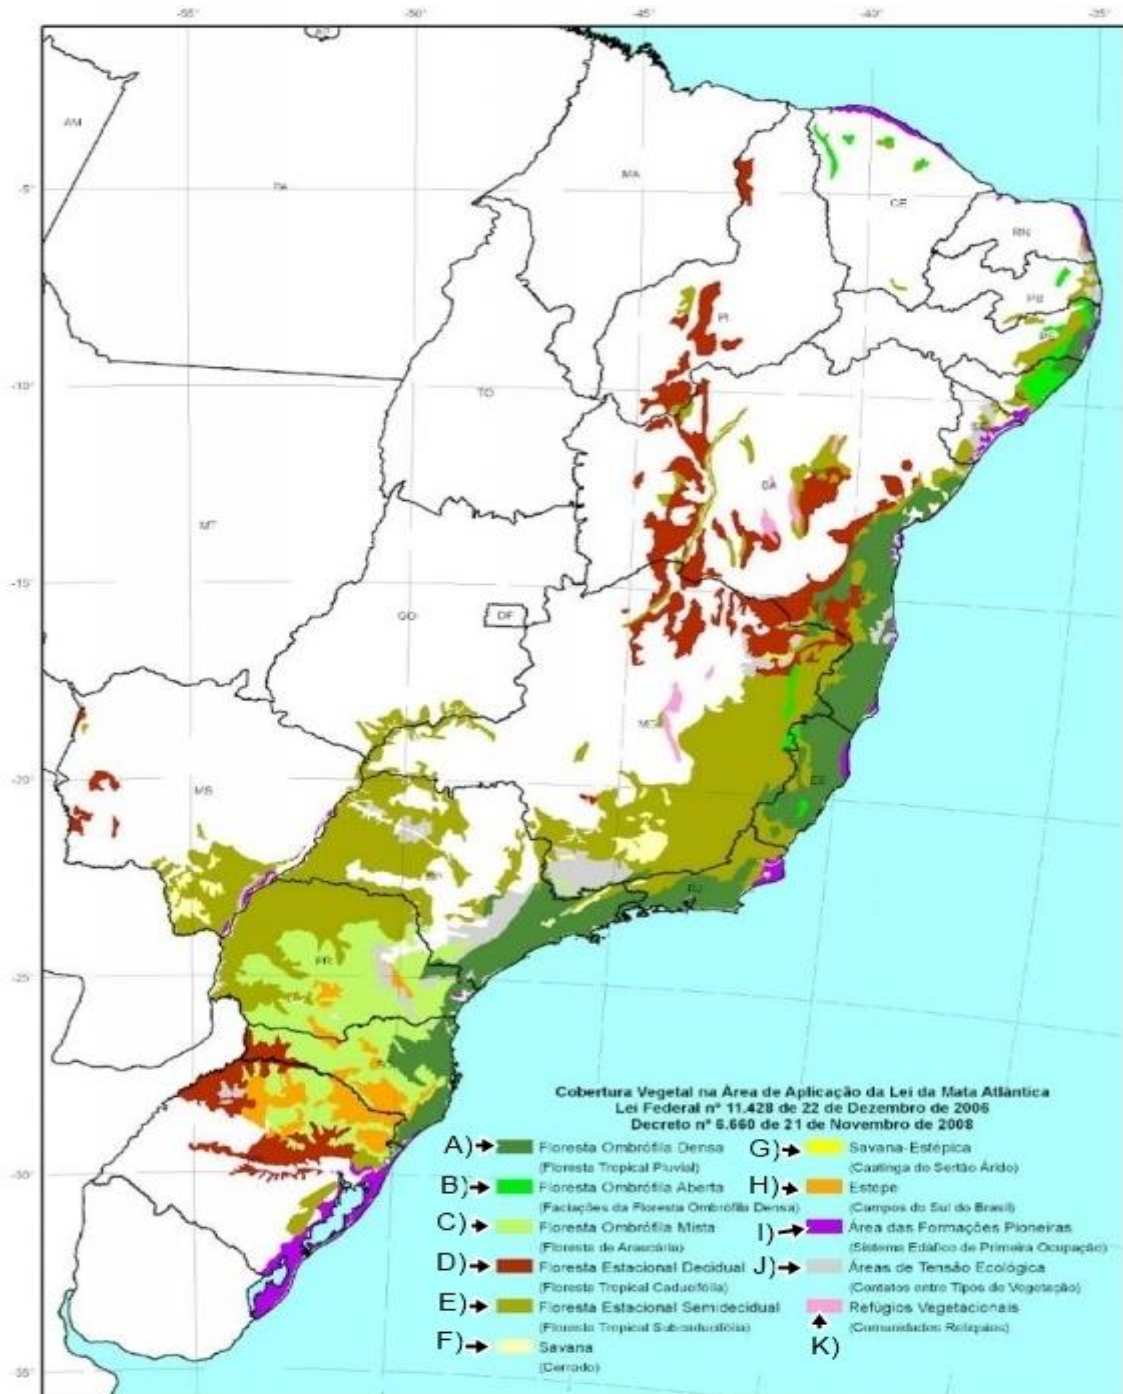 -55°
-50°
-45°
-40°
-35°
AP
AM
PA
MA
CE
RN
-5°
PB
PI
PE
-10°
TO
SE
BA
MT
-15°
GO
DF
MG
ES
MS
-20°
SP
RJ
PR
-25°
SC
-30°
-35°
Cobertura Vegetal na Área de Aplicação da Lei da Mata Atlântica
Lei Federal nº 11.428 de 22 de Dezembro de 2006
Decreto nº 6.660 de 21 de Novembro de 2008
A) Floresta Ombrófila Densa
(Floresta Tropical Pluvial)
B) Floresta Ombrófila Aberta
(Faciações da Floresta Ombrófila Densa)
C) Floresta Ombrófila Mista
(Floresta de Araucária)
D) Floresta Estacional Decidual
(Floresta Tropical Caducifólia)
E) Floresta Estacional Semidecidual
(Floresta Tropical Subcaducifólia)
F) Savana
(Cerrado)
G) Savana-Estépica
(Caatinga do Sertão Árido)
H) Estepe
(Campos do Sul do Brasil)
I) Área das Formações Pioneiras
(Sistema Edáfico de Primeira Ocupação)
J) Áreas de Tensão Ecológica
(Contatos entre Tipos de Vegetação)
Refúgios Vegetacionais
(Comunidades Relíquias)
K)